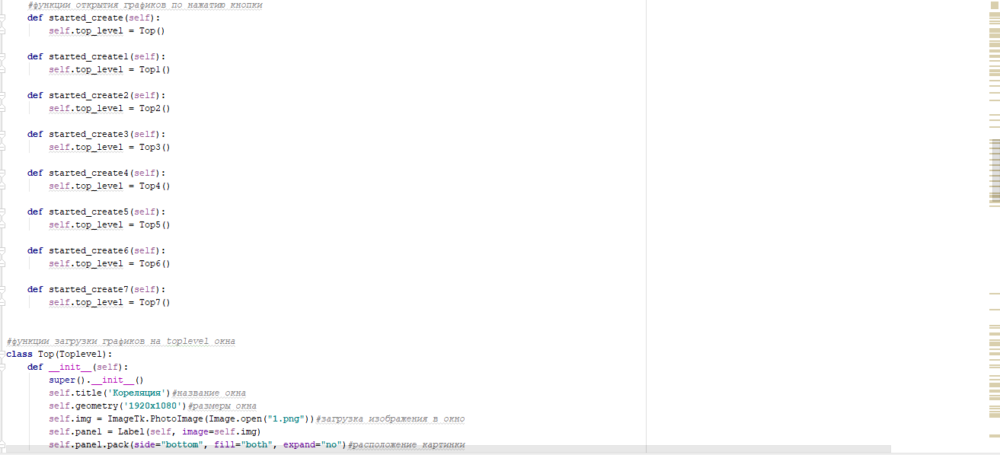 #функции открытия графиков по нажатию кнопки
def started_create(self):
self.top_level = Top()
def started_create1(self):
self.top_level = Top1()
def started_create2(self):
self.top_level = Top2()
def started_create3(self):
self.top_level = Top3()
def started_create4(self):
self.top_level = Top4()
def started_create5(self):
self.top_level = Top5()
def started_create6(self):
self.top_level = Top6()
def started_create7(self):
self.top_level = Top7()
#функции загрузки графиков на toplevel окна
class Top(Toplevel):
def __init__(self):
super().__init__()
self.title('Кореляция')#название окна
self.geometry('1920x1080')#размеры окна
self.img = ImageTk.PhotoImage(Image.open("1.png"))#загрузка изображения в окно
self.panel = Label(self, image=self.img)
self.panel.pack(side="bottom", fill="both", expand="no")#расположение картинки